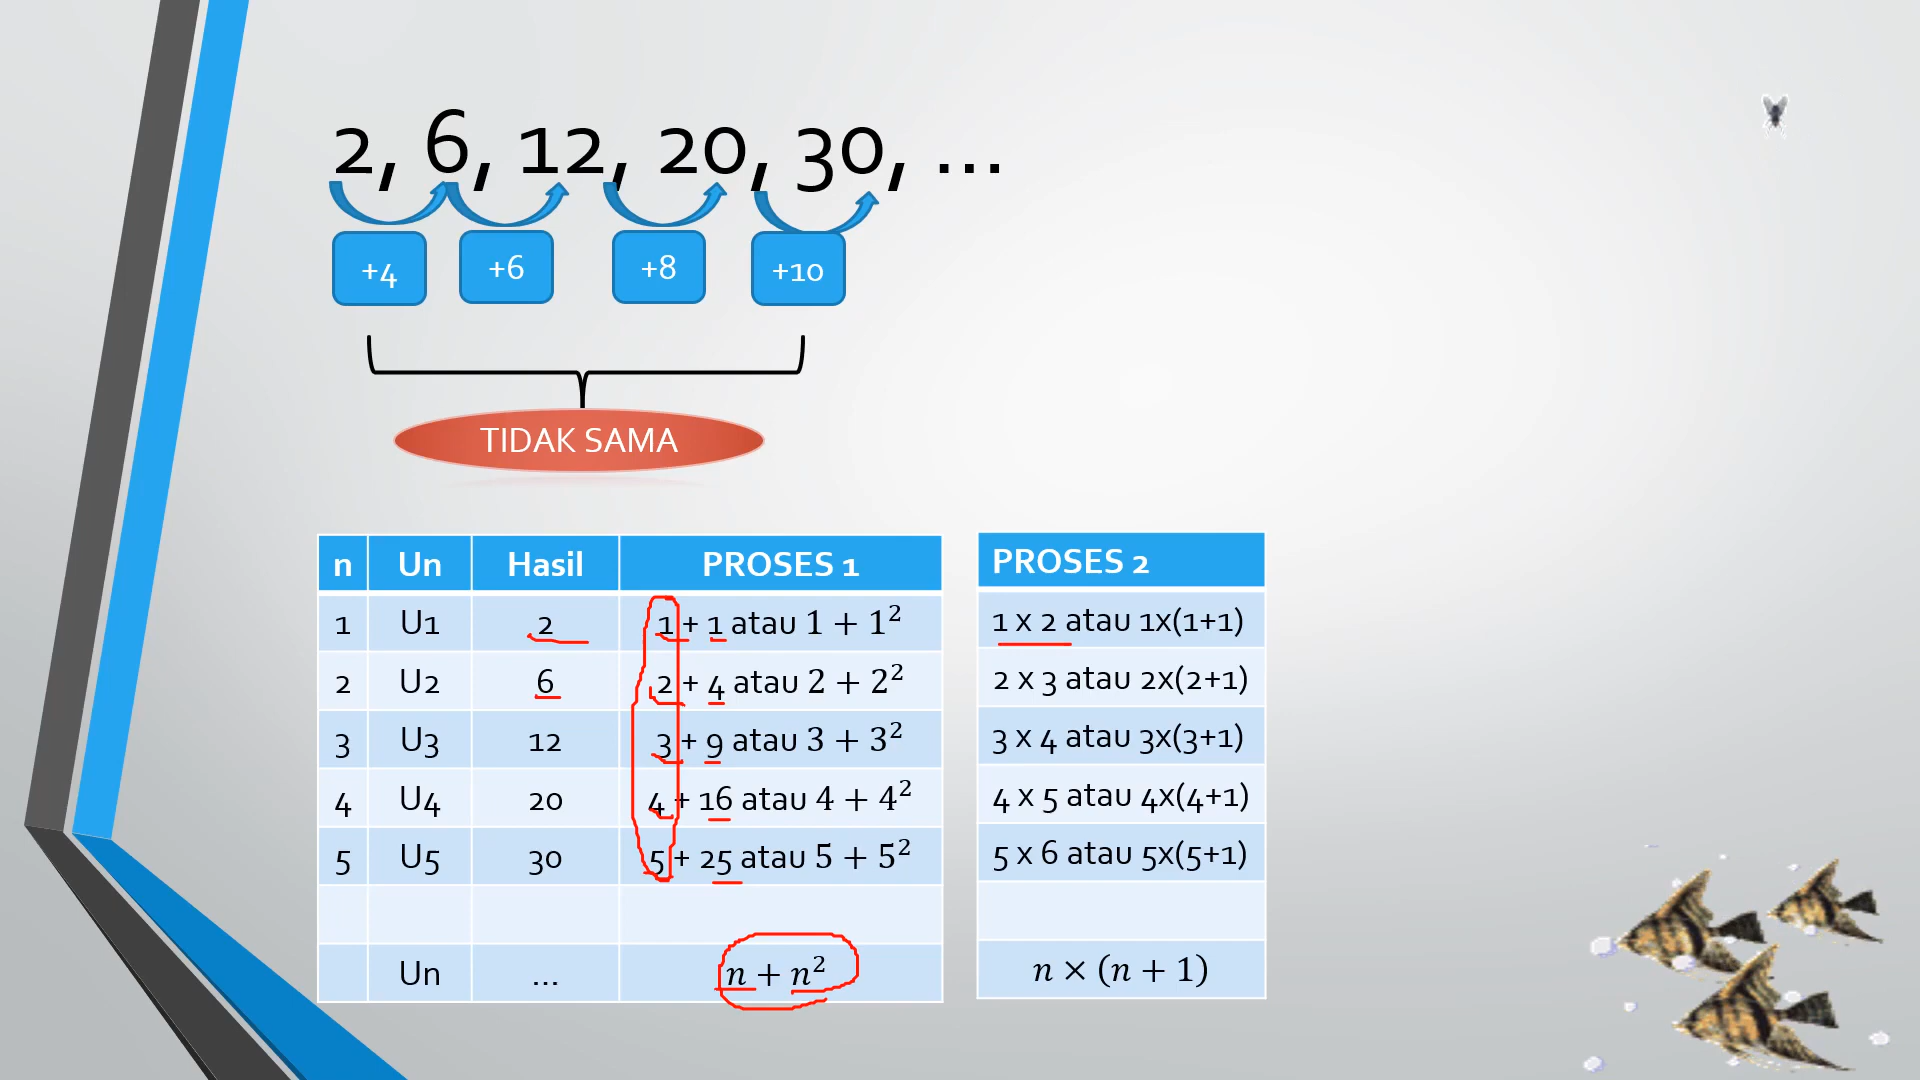 2, 6, 12, 20, 30, ...
+4 +6 +8 +10
TIDAK SAMA
n Un Hasil PROSES 1 PROSES 2
1 U1 2 1 + 1 atau 1 + 1² 1 x 2 atau 1x(1+1)
2 U2 6 2 + 4 atau 2 + 2² 2 x 3 atau 2x(2+1)
3 U3 12 3 + 9 atau 3 + 3² 3 x 4 atau 3x(3+1)
4 U4 20 4 + 16 atau 4 + 4² 4 x 5 atau 4x(4+1)
5 U5 30 5 + 25 atau 5 + 5² 5 x 6 atau 5x(5+1)
Un ... n + n² n × (n + 1)